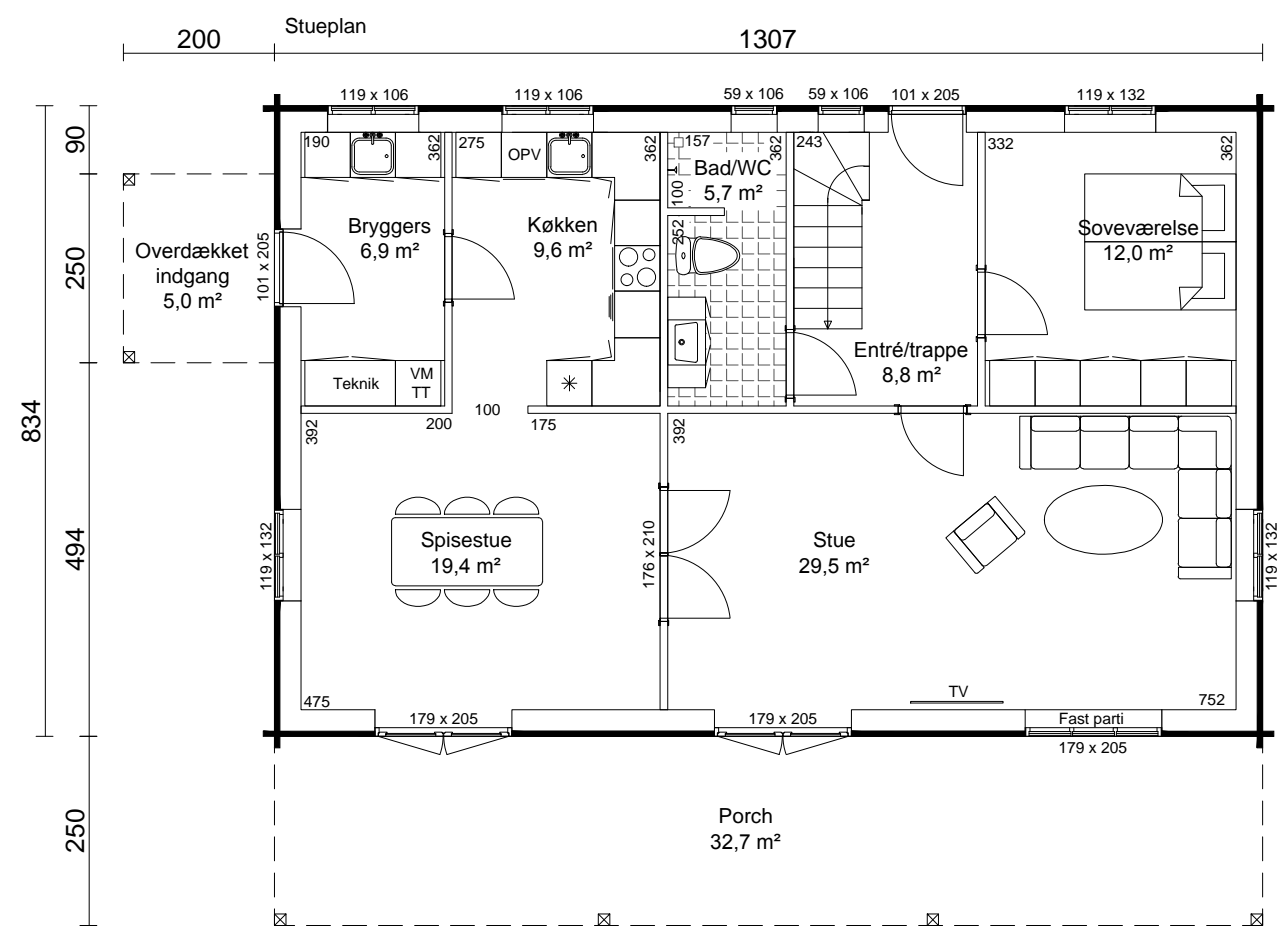 Stueplan
200
1307
119 x 106
119 x 106
59 x 106
59 x 106
101 x 205
119 x 132
90
250
494
834
250
190
362
275
OPV
362
157
362
243
332
362
Bad/WC
5,7 m²
100
252
Bryggers
6,9 m²
Køkken
9,6 m²
Soveværelse
12,0 m²
Overdækket
indgang
5,0 m²
101 x 205
Entré/trappe
8,8 m²
Teknik
VM
TT
100
200
175
392
392
119 x 132
Spisestue
19,4 m²
176 x 210
Stue
29,5 m²
119 x 132
475
TV
752
179 x 205
179 x 205
Fast parti
179 x 205
Porch
32,7 m²